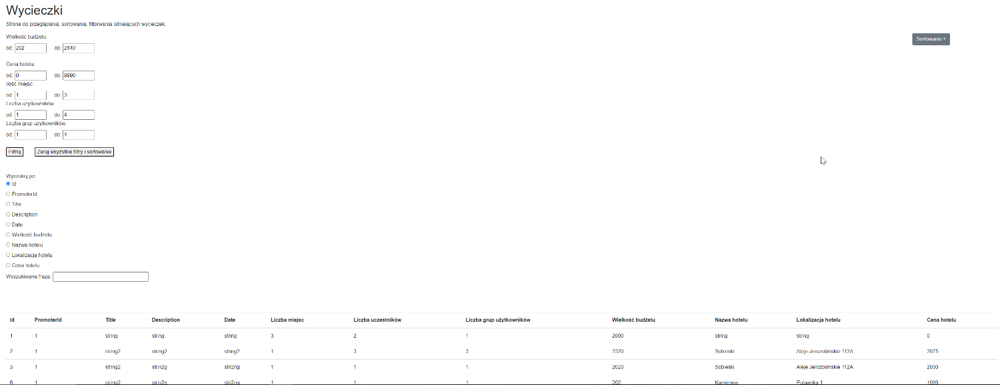 Wycieczki
Strona do przeglądania, sortowania, filtorwania istniejących wycieczek.
Wielkość budżetu:
od: 202 do: 2840
Sortowanie
Cena hotelu:
od: 0 do: 9990
Ilość miejsc:
od: 1 do: 3
Liczba użytkowników:
od: 1 do: 4
Liczba grup użytkowników:
od: 1 do: 4
Filtruj Zeruj wsyzstkie filtry i sortowanie
Wyszukuj po:
Id
PromoterId
Title
Description
Date
Wielkość budżetu
Nazwa hotelu
Lokalizacja hotelu
Cena hotelu
Wyszukiwana fraza:
Id PromoterId Title Description Date Liczba miejsc Liczba uczestników Liczba grup użytkowników Wielkość budżetu Nazwa hotelu Lokalizacja hotelu Cena hotelu
1 1 string string string 3 2 1 2000 string string 0
2 1 string2 string2 string2 1 3 3 2320 Sobieski Aleje Jerozolimskie 112A 2975
3 1 string2 strin2g stri2ng 1 1 1 2620 Sobieski Aleje Jerozolimskie 112A 2000
6 1 string2 strin2g stri2ng 1 1 1 202 Kamienna Puławska 1 1999